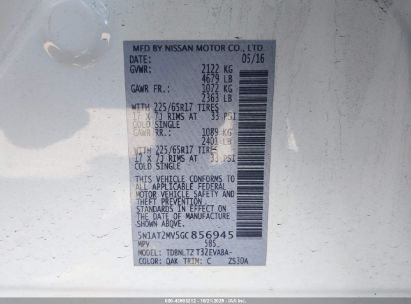 MFD BY NISSAN MOTOR CO., LTD.
DATE: 05/16
GVWR: 2122 KG
4679 LB
GAWR FR.: 1072 KG
2363 LB
WITH 225/65R17 TIRES
17 X 7J RIMS AT 33 PSI
COLD SINGLE
GAWR RR.: 1089 KG
2401 LB
WITH 225/65R17 TIRES
17 X 7J RIMS AT 33 PSI
COLD SINGLE
THIS VEHICLE CONFORMS TO ALL
APPLICABLE U.S. FEDERAL
MOTOR VEHICLE SAFETY AND
THEFT PREVENTION
STANDARDS IN EFFECT ON THE
DATE OF MANUFACTURE
SHOWN ABOVE.
5N1AT2MV5GC856945
MPV 585
MODEL: TDBNLTZ T32EVABA-
COLOR: QAK TRIM: C ZS30A